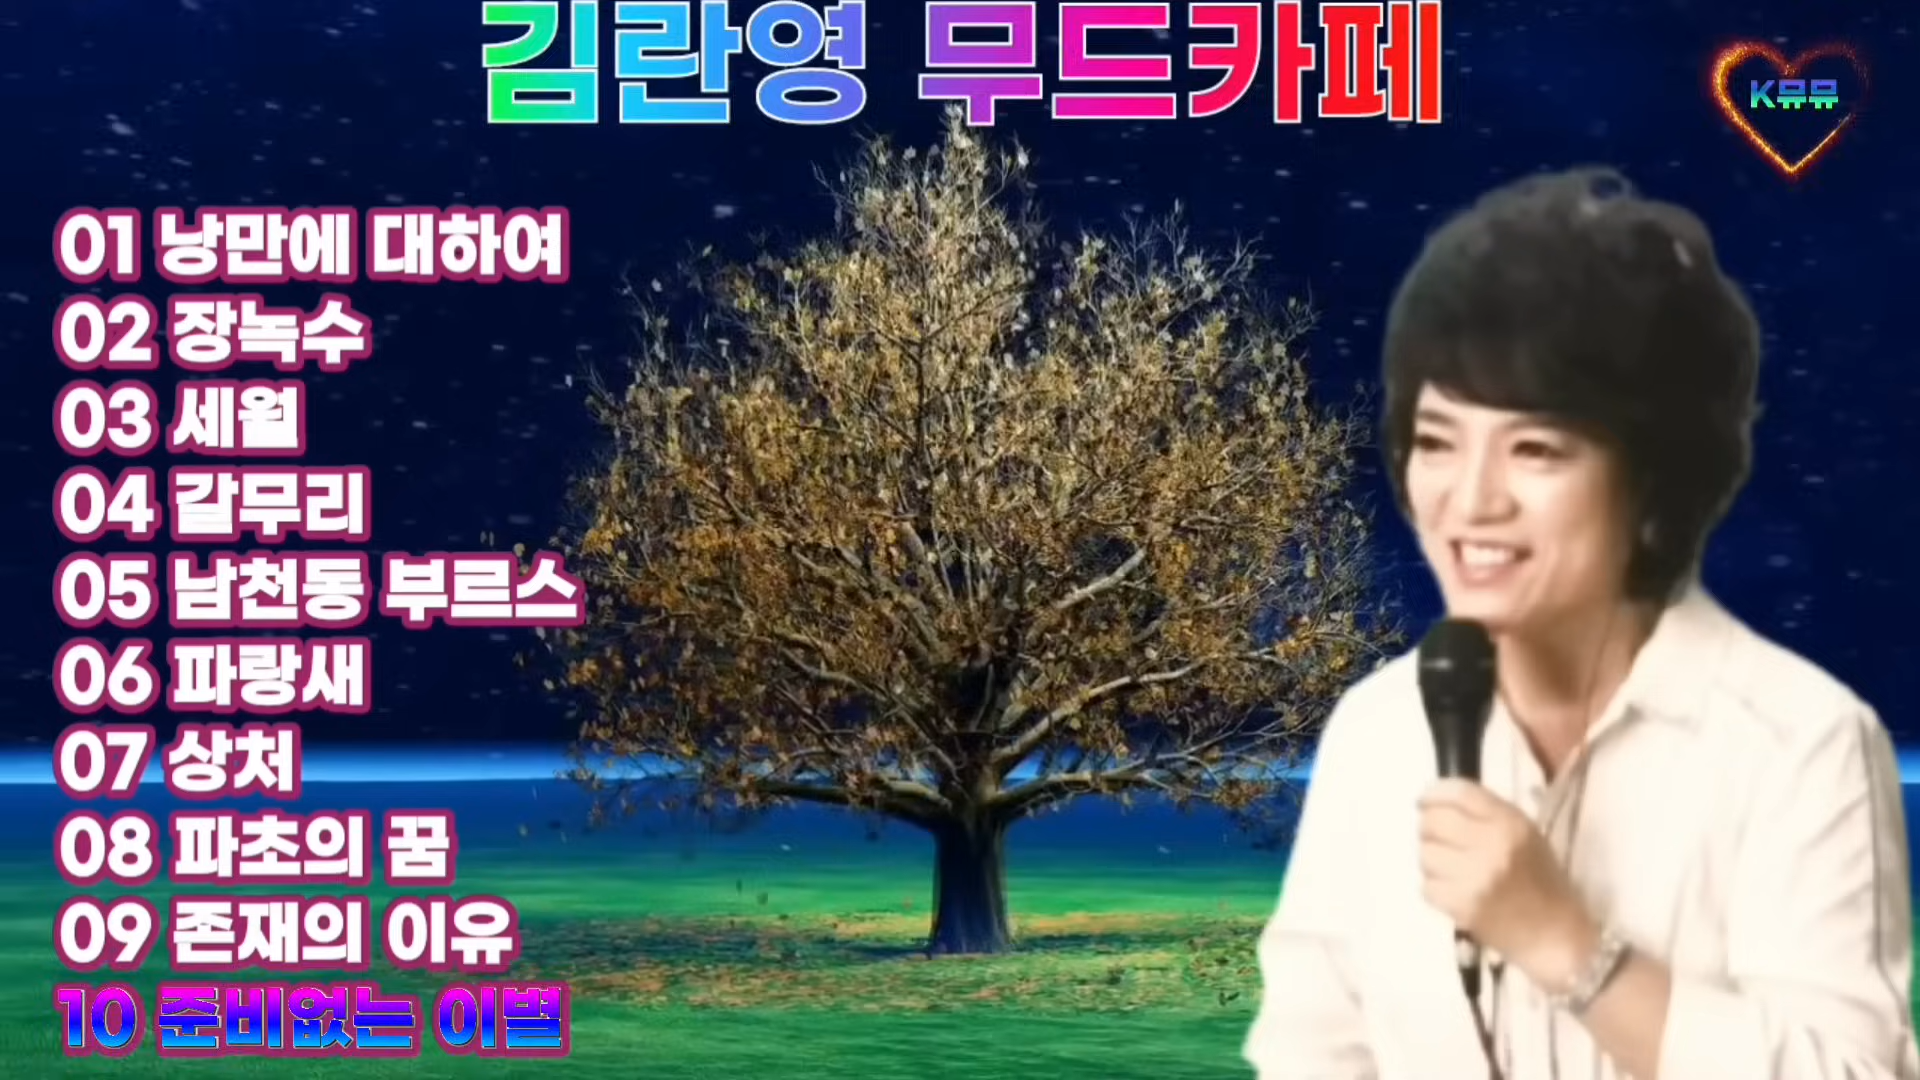 김란영 무드카페
K뮤뮤
01 낭만에 대하여
02 장녹수
03 세월
04 갈무리
05 남천동 부르스
06 파랑새
07 상처
08 파초의 꿈
09 존재의 이유
10 준비없는 이별